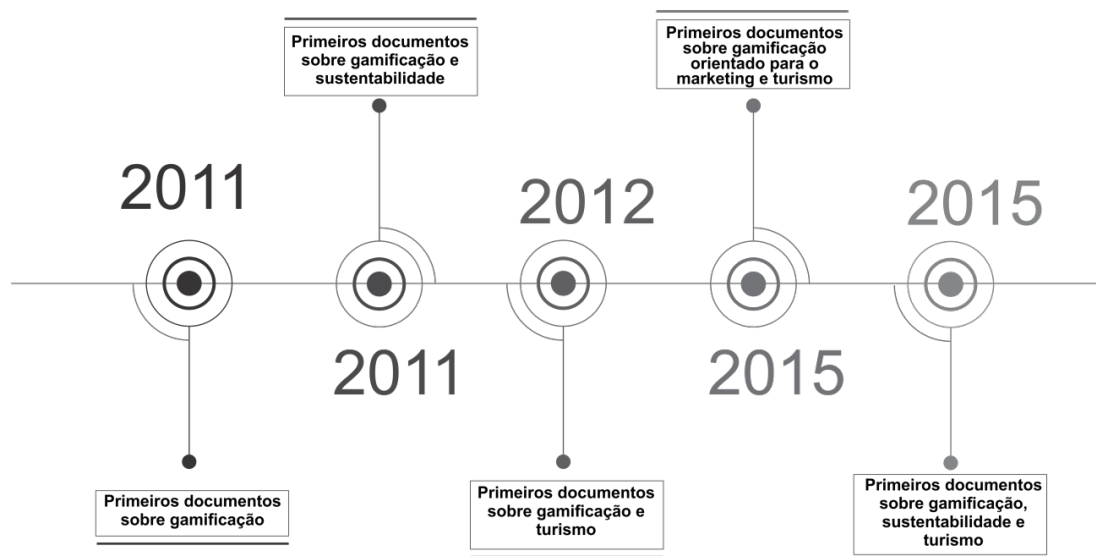 2011
Primeiros documentos
sobre gamificação
Primeiros documentos
sobre gamificação e
sustentabilidade
2011
2012
Primeiros documentos
sobre gamificação e
turismo
Primeiros documentos
sobre gamificação
orientado para o
marketing e turismo
2015
2015
Primeiros documentos
sobre gamificação,
sustentabilidade e
turismo